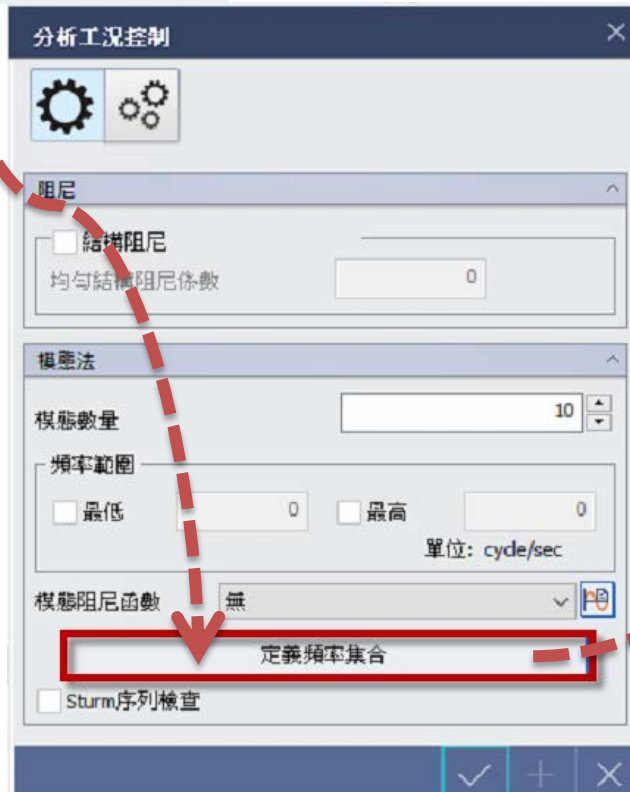 分析工况控制
阻尼
結構阻尼
均勻結構阻尼係數 0
模態法
模態數量 10
頻率範圍
最低 0 最高 0
單位: cycle/sec
模態阻尼函數 無
定義頻率集合
Sturm序列檢查